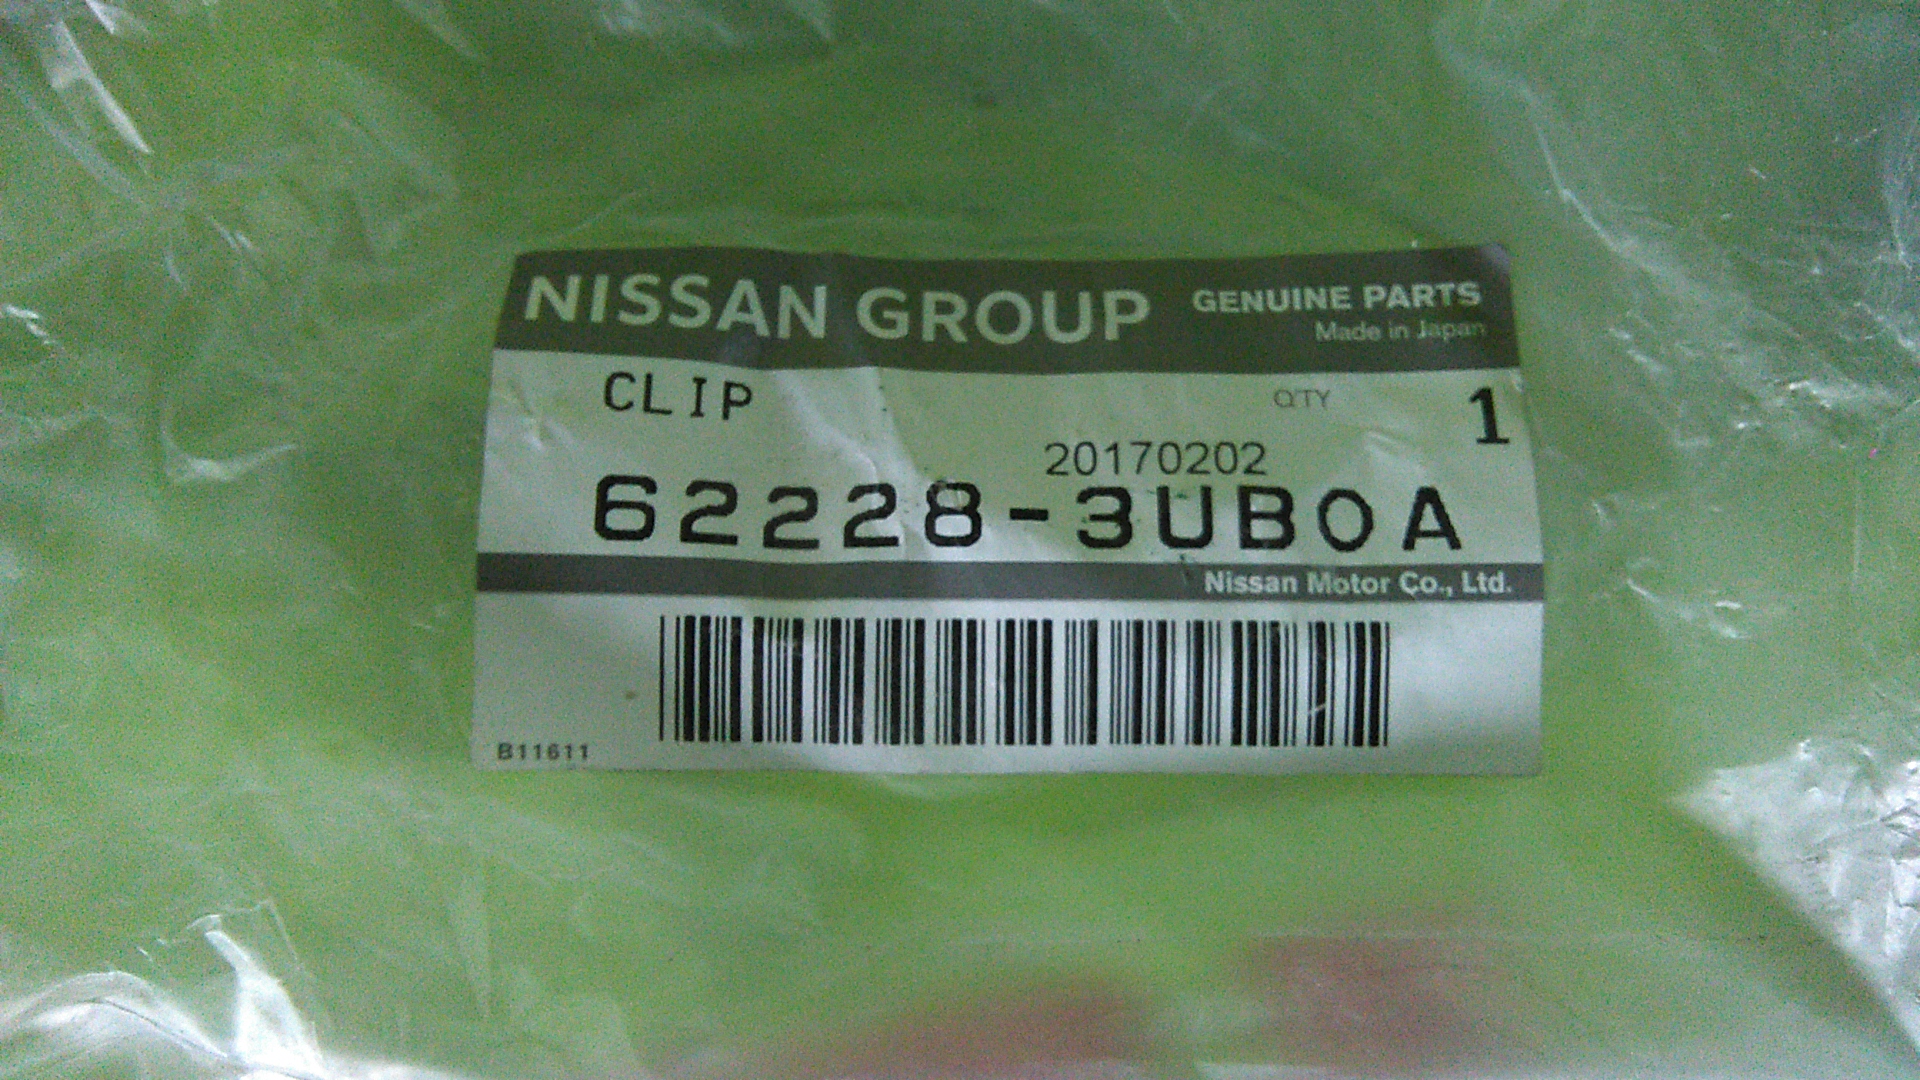 NISSAN GROUP GENUINE PARTS
Made in Japan
CLIP QTY 1
20170202
62228-3UB0A
Nissan Motor Co., Ltd.
B11611